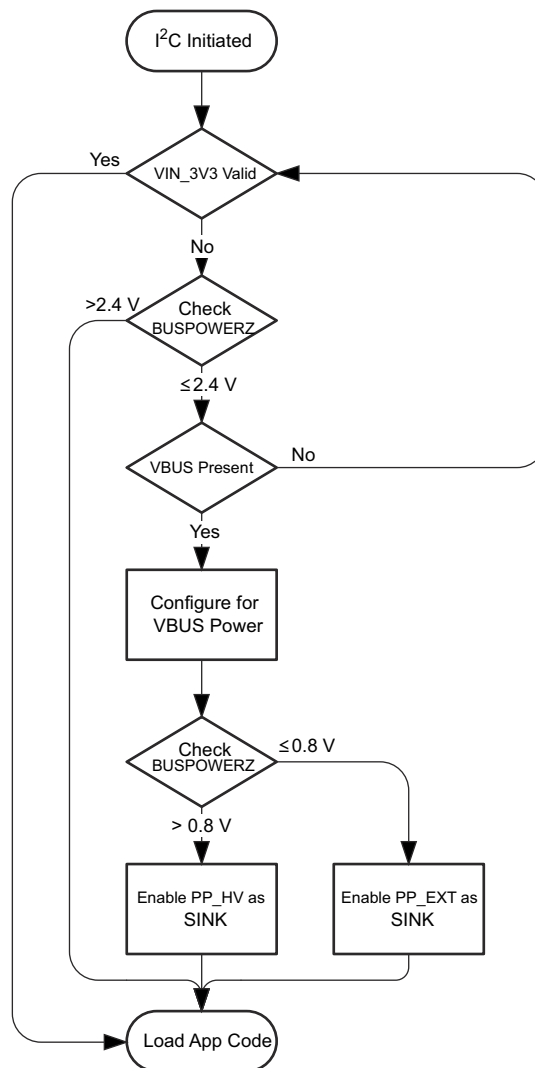 I²C Initiated
Yes
VIN_3V3 Valid
No
>2.4 V
Check
BUSPOWERZ
≤2.4 V
VBUS Present
No
Yes
Configure for
VBUS Power
Check
BUSPOWERZ
≤0.8 V
> 0.8 V
Enable PP_HV as
SINK
Enable PP_EXT as
SINK
Load App Code